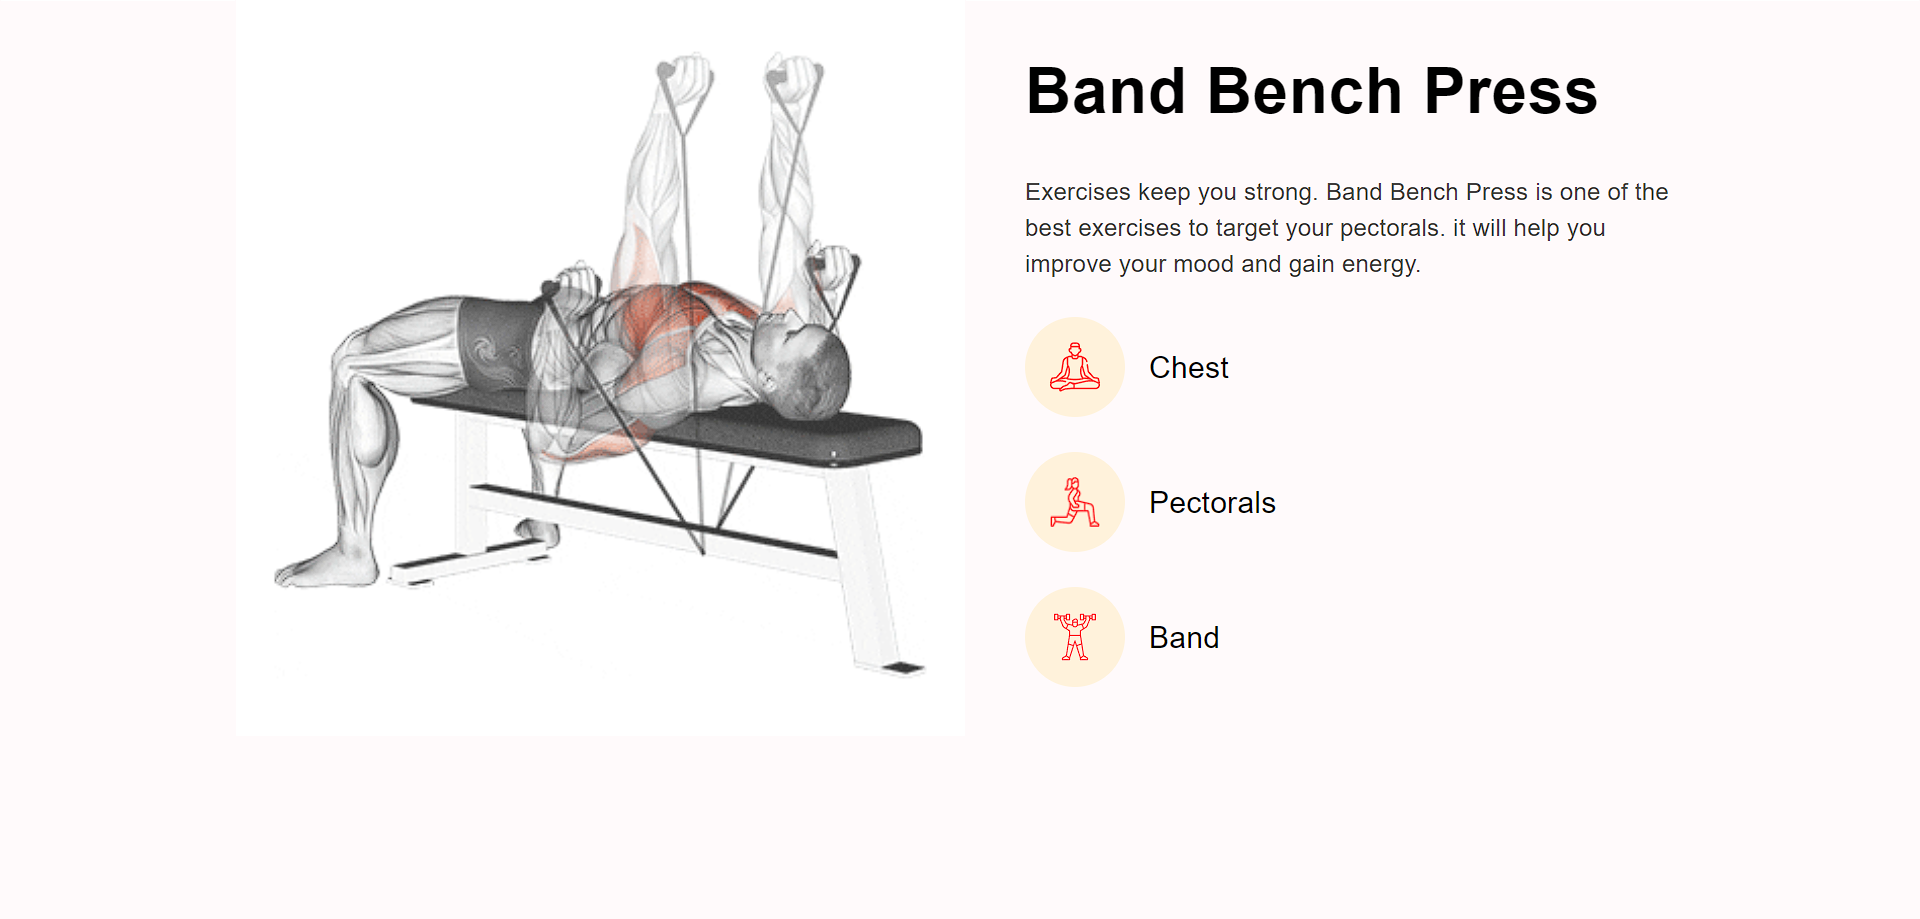 Band Bench Press
Exercises keep you strong. Band Bench Press is one of the
best exercises to target your pectorals. it will help you
improve your mood and gain energy.
Chest
Pectorals
Band